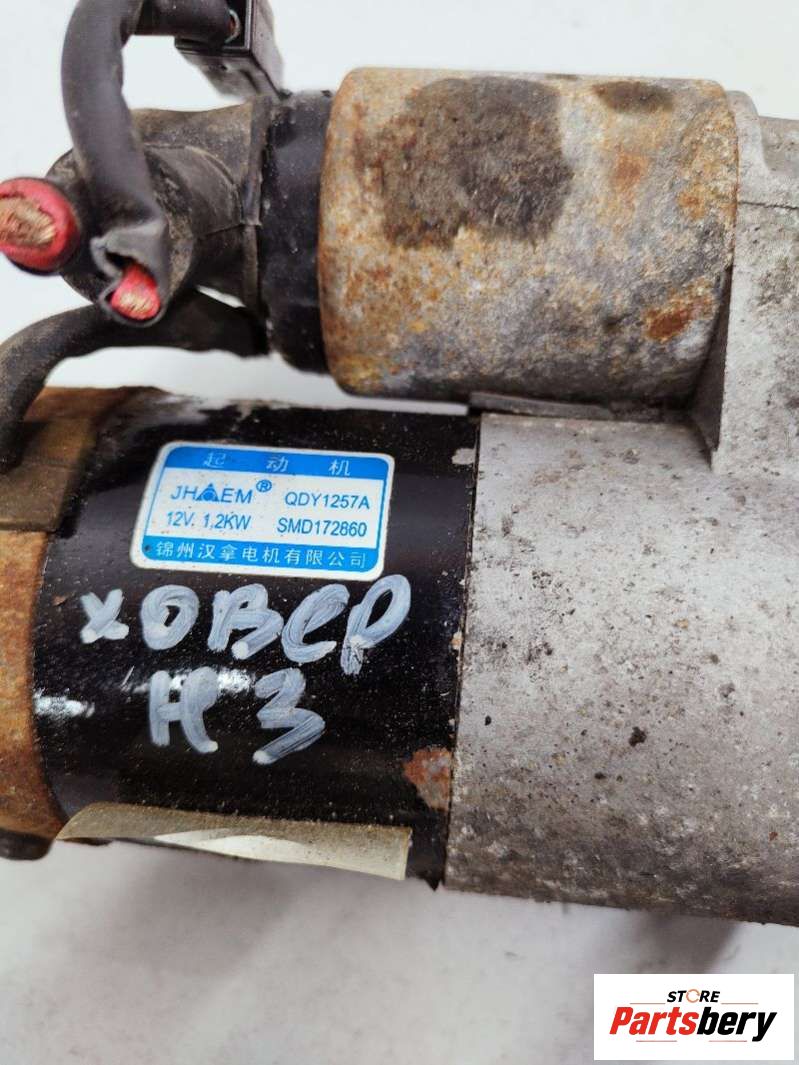 起动机
JHAEM® QDY1257A
12V. 1,2KW SMD172860
锦州汉拿电机有限公司
ХОВЕР
Н3
STORE
Partsbery